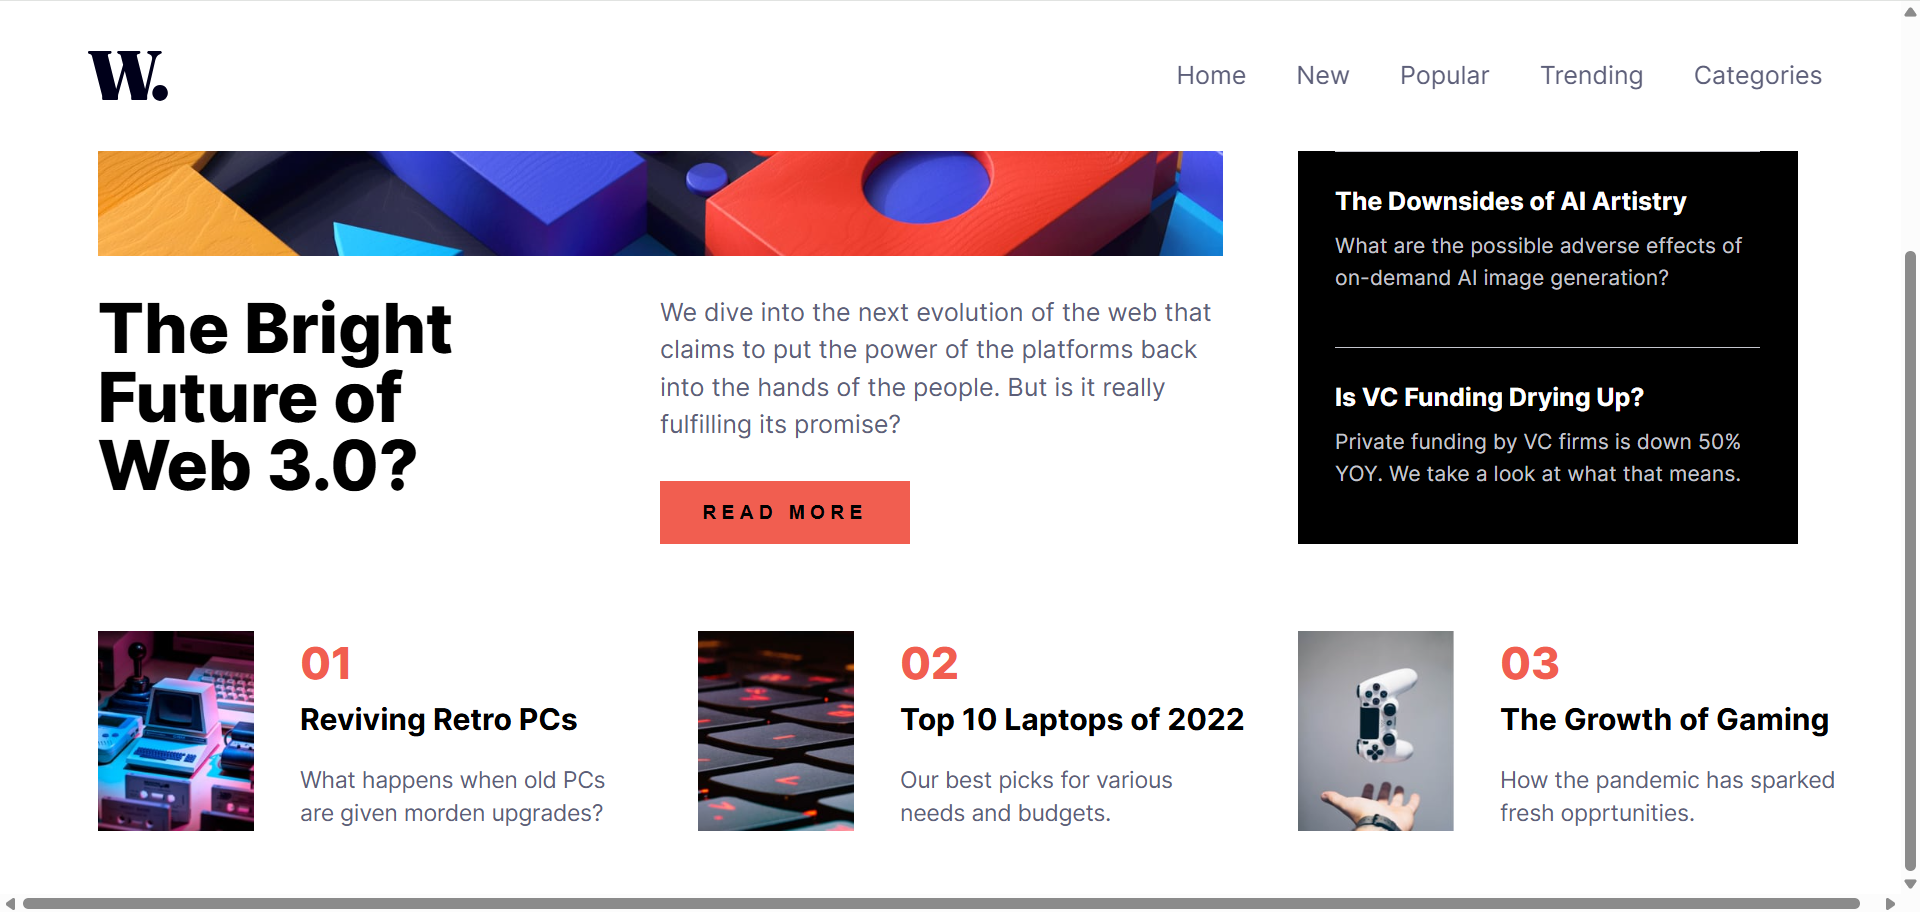 W.
Home New Popular Trending Categories
The Bright
Future of
Web 3.0?
We dive into the next evolution of the web that
claims to put the power of the platforms back
into the hands of the people. But is it really
fulfilling its promise?
READ MORE
The Downsides of AI Artistry
What are the possible adverse effects of
on-demand AI image generation?
Is VC Funding Drying Up?
Private funding by VC firms is down 50%
YOY. We take a look at what that means.
01
Reviving Retro PCs
What happens when old PCs
are given morden upgrades?
02
Top 10 Laptops of 2022
Our best picks for various
needs and budgets.
03
The Growth of Gaming
How the pandemic has sparked
fresh opprtunities.